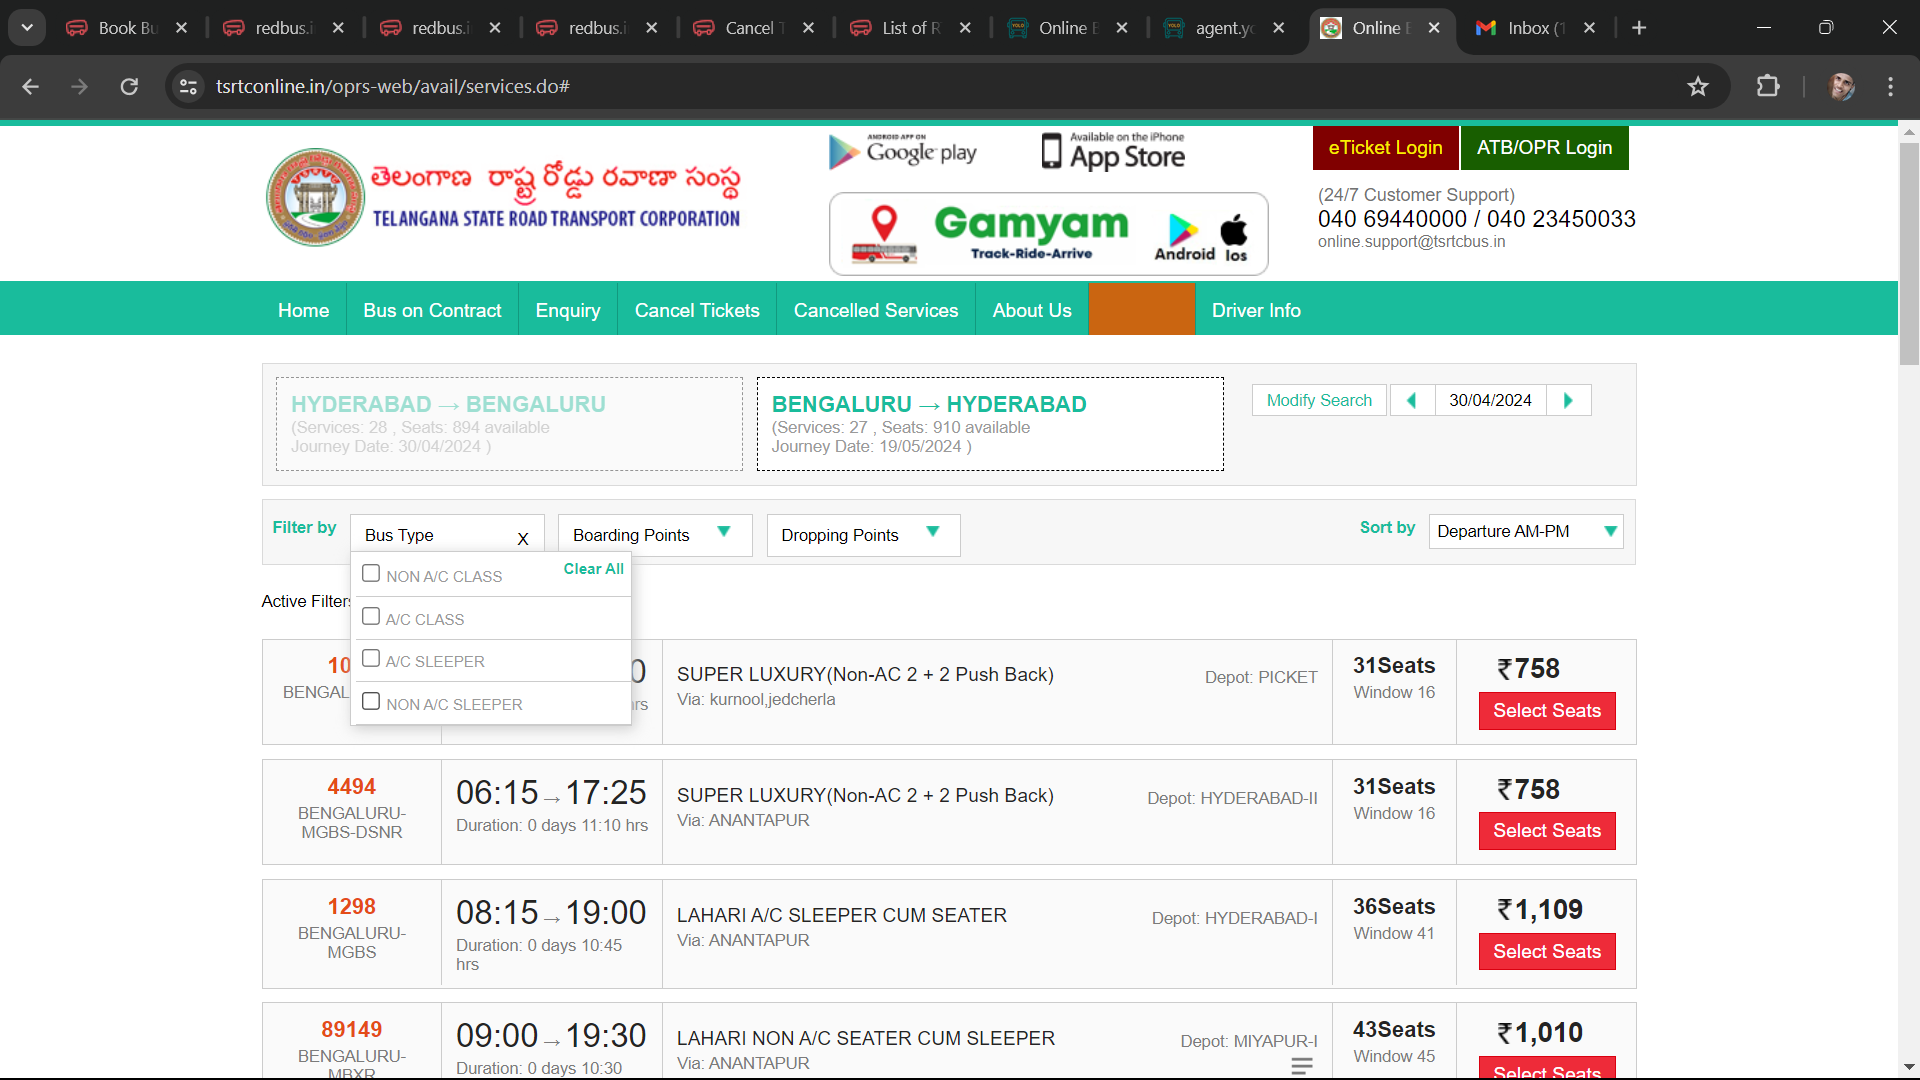 Book Bu
redbus.i
redbus.i
redbus.i
Cancel T
List of R
Online E
agent.yo
Online E
Inbox (1
tsrtconline.in/oprs-web/avail/services.do#
తెలంగాణ రాష్ట్ర రోడ్డు రవాణా సంస్థ
TELANGANA STATE ROAD TRANSPORT CORPORATION
ANDROID APP ON
Google play
Available on the iPhone
App Store
Gamyam
Track-Ride-Arrive
Android Ios
eTicket Login
ATB/OPR Login
(24/7 Customer Support)
040 69440000 / 040 23450033
online.support@tsrtcbus.in
Home
Bus on Contract
Enquiry
Cancel Tickets
Cancelled Services
About Us
Driver Info
HYDERABAD → BENGALURU
(Services: 28 , Seats: 894 available
Journey Date: 30/04/2024 )
BENGALURU → HYDERABAD
(Services: 27 , Seats: 910 available
Journey Date: 19/05/2024 )
Modify Search
30/04/2024
Filter by
Bus Type X
Boarding Points
Dropping Points
Sort by
Departure AM-PM
Clear All
NON A/C CLASS
A/C CLASS
A/C SLEEPER
NON A/C SLEEPER
Active Filters
10
BENGAL
0
hrs
SUPER LUXURY(Non-AC 2 + 2 Push Back)
Via: kurnool,jedcherla
Depot: PICKET
31Seats
Window 16
₹758
Select Seats
4494
BENGALURU-
MGBS-DSNR
06:15→17:25
Duration: 0 days 11:10 hrs
SUPER LUXURY(Non-AC 2 + 2 Push Back)
Via: ANANTAPUR
Depot: HYDERABAD-II
31Seats
Window 16
₹758
Select Seats
1298
BENGALURU-
MGBS
08:15→19:00
Duration: 0 days 10:45
hrs
LAHARI A/C SLEEPER CUM SEATER
Via: ANANTAPUR
Depot: HYDERABAD-I
36Seats
Window 41
₹1,109
Select Seats
89149
BENGALURU-
MBXR
09:00→19:30
Duration: 0 days 10:30
LAHARI NON A/C SEATER CUM SLEEPER
Via: ANANTAPUR
Depot: MIYAPUR-I
43Seats
Window 45
₹1,010
Select Seats